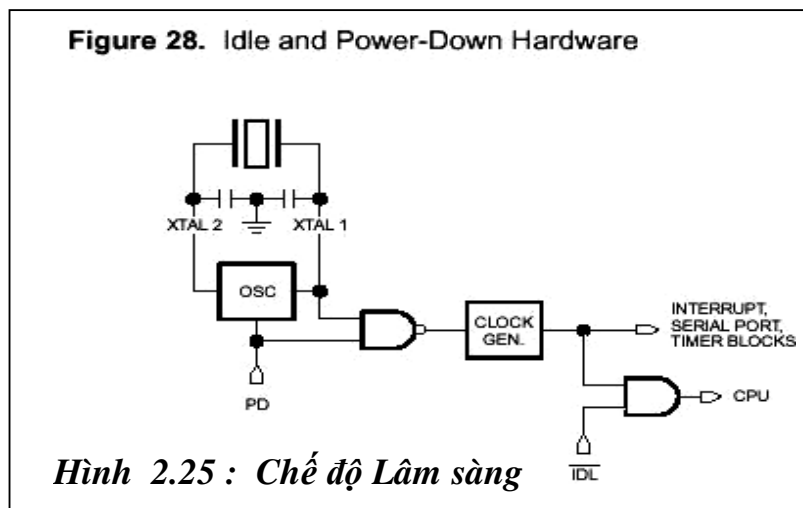 Figure 28. Idle and Power-Down Hardware
XTAL 2
XTAL 1
OSC
PD
CLOCK
GEN.
INTERRUPT,
SERIAL PORT,
TIMER BLOCKS
CPU
IDL
Hình 2.25 : Chế độ Lâm sàng